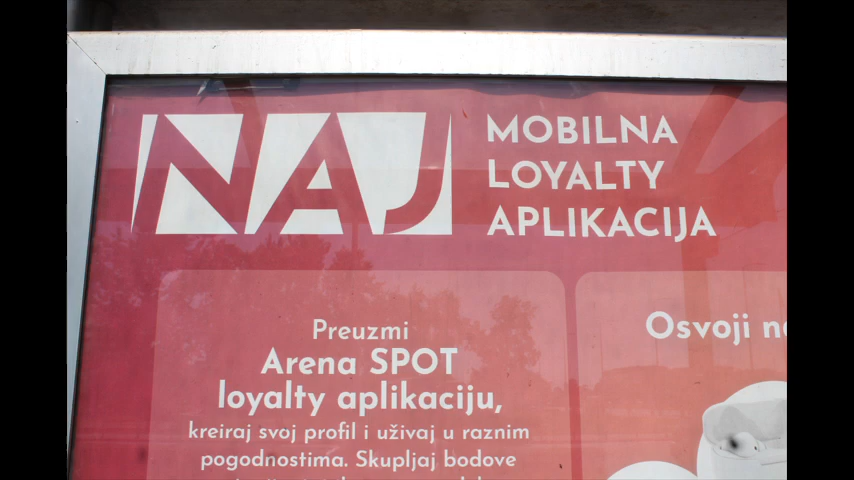 NAJ
MOBILNA
LOYALTY
APLIKACIJA
Preuzmi
Arena SPOT
loyalty aplikaciju,
kreiraj svoj profil i uživaj u raznim
pogodnostima. Skupljaj bodove
Osvoji